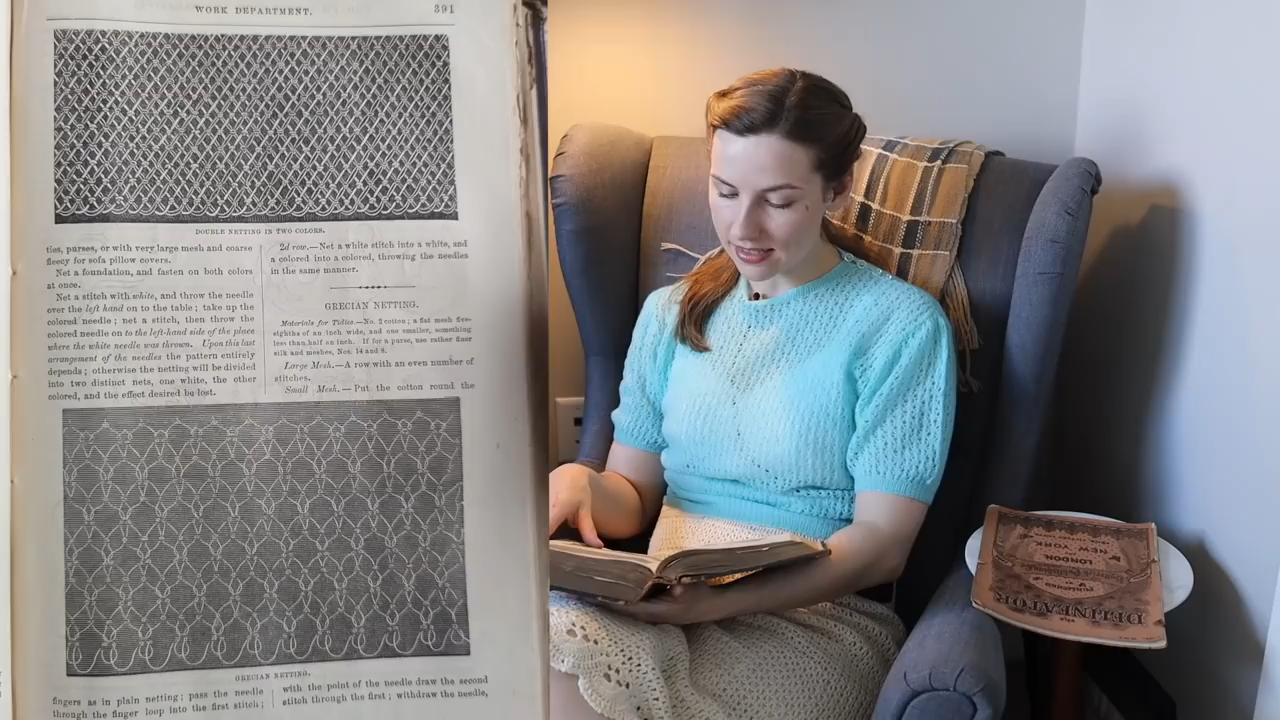 WORK DEPARTMENT.
391
DOUBLE NETTING IN TWO COLORS.
ties, purses, or with very large mesh and coarse
fleecy for sofa pillow covers.
Net a foundation, and fasten on both colors
at once.
Net a stitch with white, and throw the needle
over the left hand on to the table; take up the
colored needle; net a stitch, then throw the
colored needle on to the left-hand side of the place
where the white needle was thrown. Upon this last
arrangement of the needles the pattern entirely
depends; otherwise the netting will be divided
into two distinct nets, one white, the other
colored, and the effect desired be lost.
2d row.—Net a white stitch into a white, and
a colored into a colored, throwing the needles
in the same manner.
GRECIAN NETTING.
Materials for Tidies.—No. 2 cotton; a flat mesh five-
eighths of an inch wide, and one smaller, something
less than half an inch. If for a purse, use rather finer
silk and meshes, Nos. 14 and 8.
Large Mesh.—A row with an even number of
stitches.
Small Mesh.—Put the cotton round the
GRECIAN NETTING.
fingers as in plain netting; pass the needle
through the finger loop into the first stitch;
with the point of the needle draw the second
stitch through the first; withdraw the needle,
THE
DELINEATOR
PUBLISHED
LONDON
NEW YORK